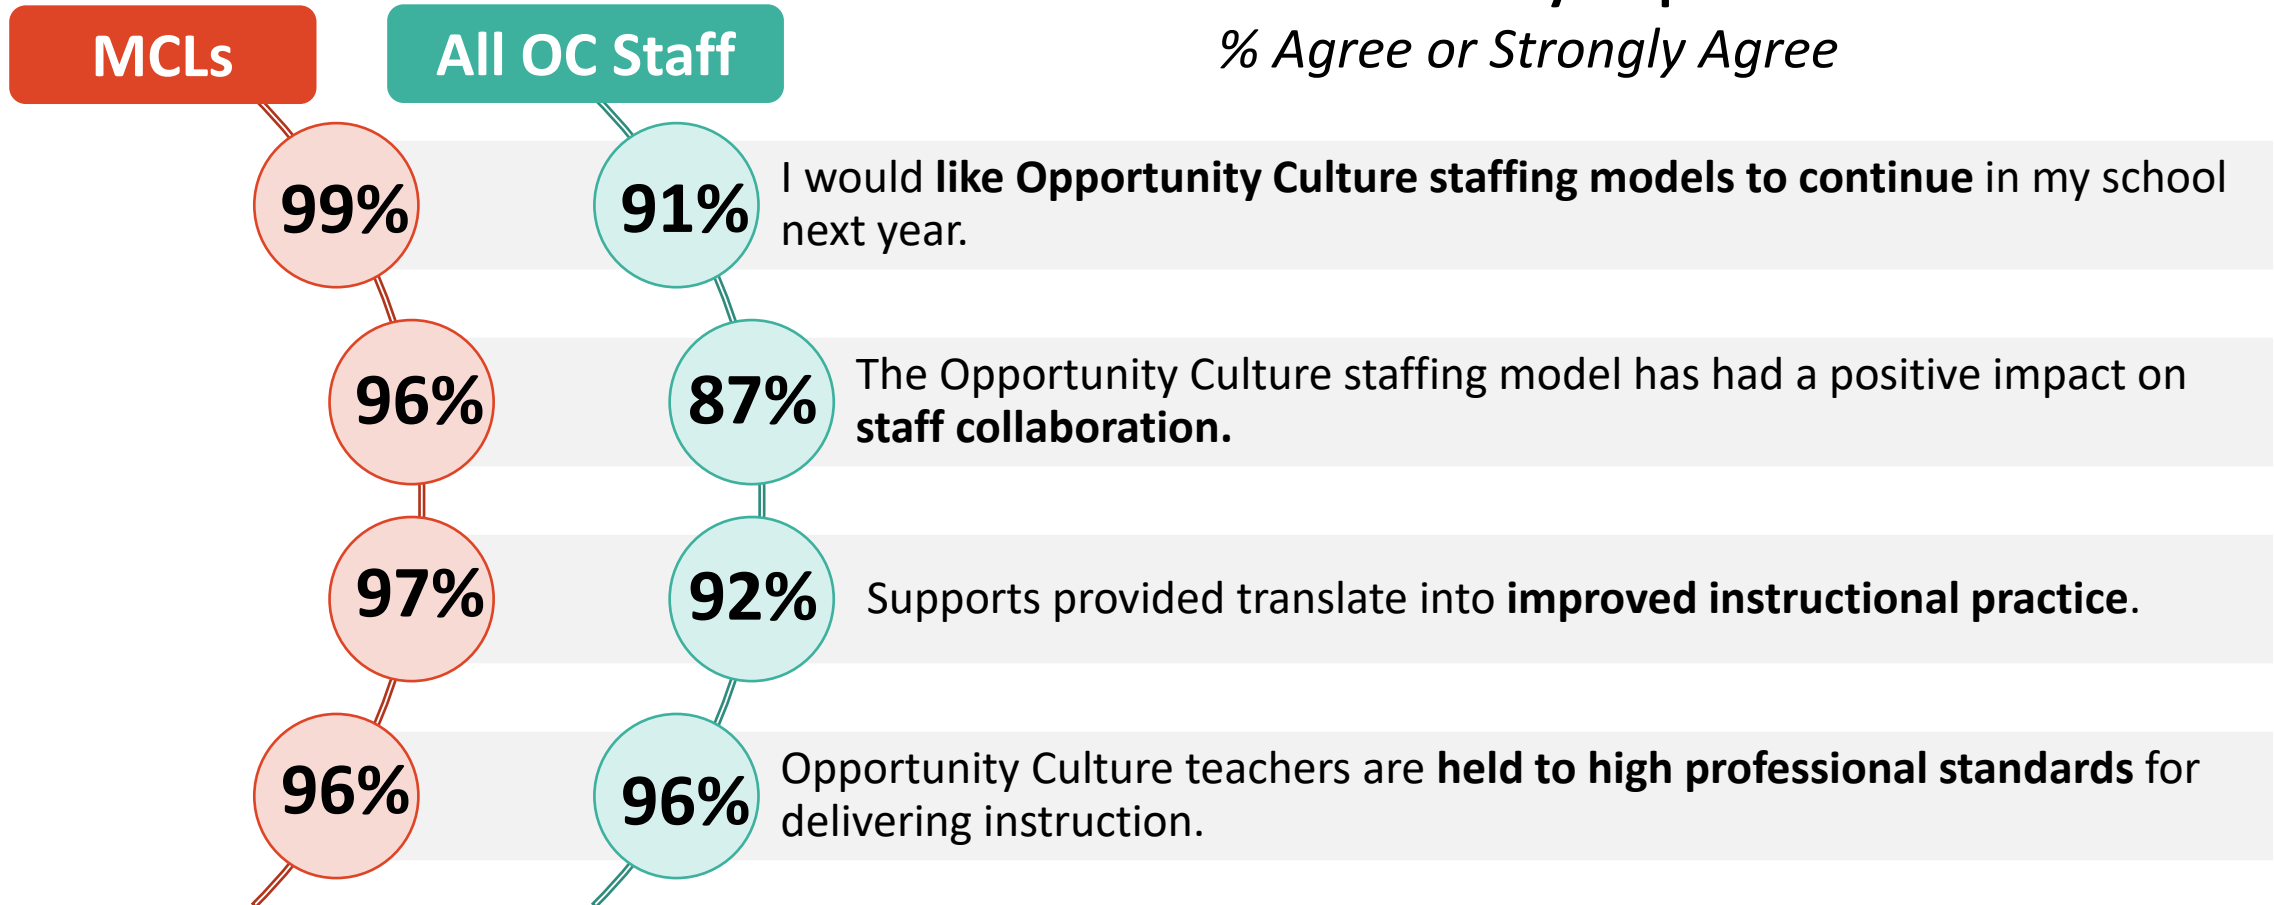 MCLs
All OC Staff
% Agree or Strongly Agree
99%
91%
I would like Opportunity Culture staffing models to continue in my school
next year.
96%
87%
The Opportunity Culture staffing model has had a positive impact on
staff collaboration.
97%
92%
Supports provided translate into improved instructional practice.
96%
96%
Opportunity Culture teachers are held to high professional standards for
delivering instruction.